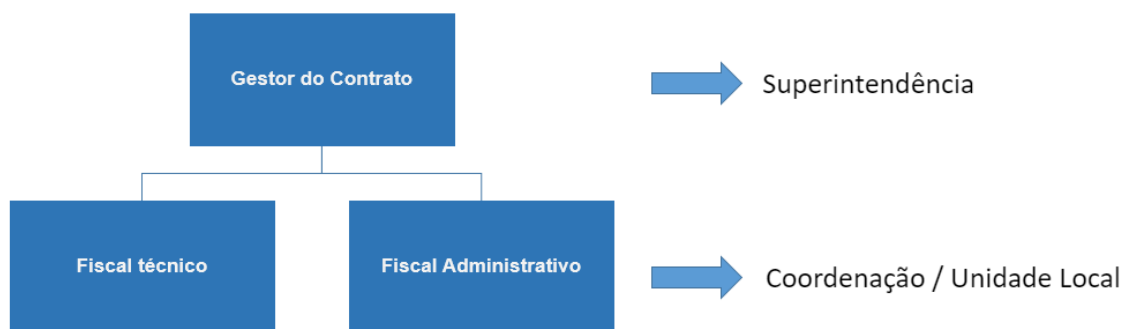 Gestor do Contrato
Superintendência
Fiscal técnico
Fiscal Administrativo
Coordenação / Unidade Local